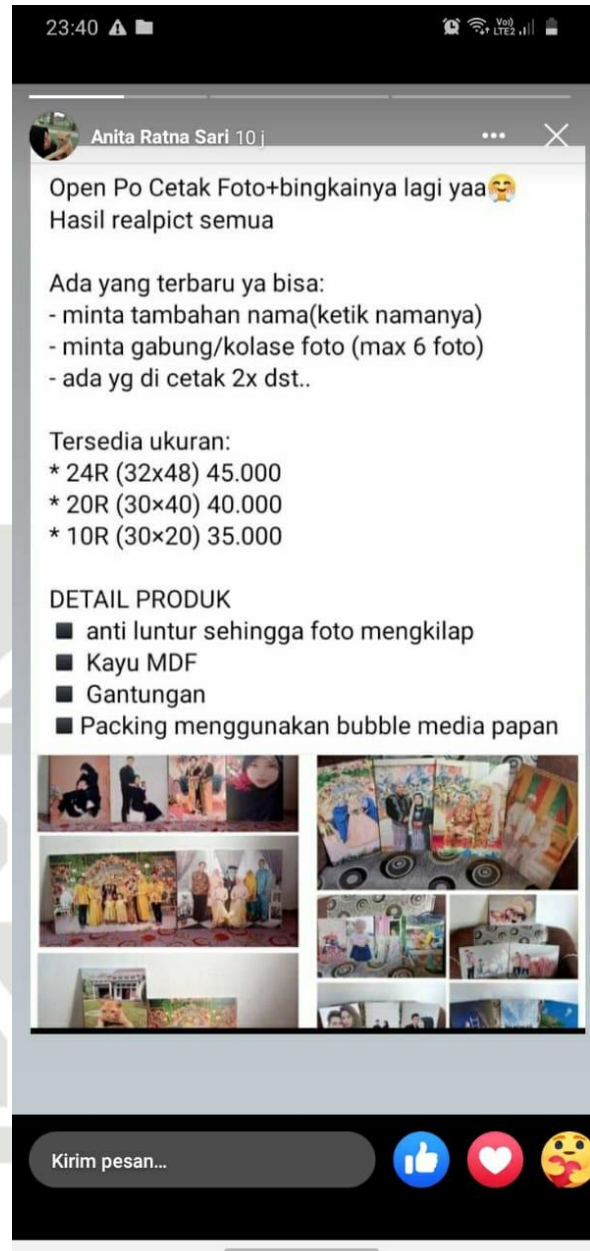 23:40
Vo))
LTE2
Anita Ratna Sari 10 j
Open Po Cetak Foto+bingkainya lagi yaa🤗
Hasil realpict semua
Ada yang terbaru ya bisa:
- minta tambahan nama(ketik namanya)
- minta gabung/kolase foto (max 6 foto)
- ada yg di cetak 2x dst..
Tersedia ukuran:
* 24R (32x48) 45.000
* 20R (30×40) 40.000
* 10R (30×20) 35.000
DETAIL PRODUK
◾ anti luntur sehingga foto mengkilap
◾ Kayu MDF
◾ Gantungan
◾ Packing menggunakan bubble media papan
Kirim pesan...